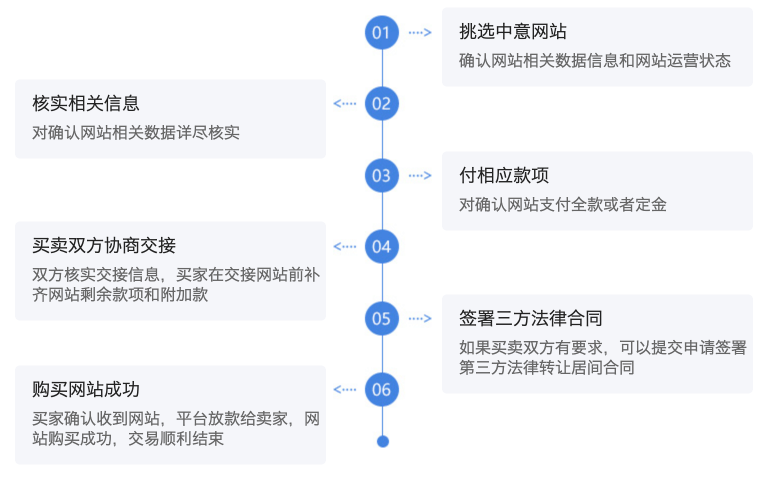 01
挑选中意网站
确认网站相关数据信息和网站运营状态
02
核实相关信息
对确认网站相关数据详尽核实
03
付相应款项
对确认网站支付全款或者定金
04
买卖双方协商交接
双方核实交接信息，买家在交接网站前补
齐网站剩余款项和附加款
05
签署三方法律合同
如果买卖双方有要求，可以提交申请签署
第三方法律转让居间合同
06
购买网站成功
买家确认收到网站，平台放款给卖家，网
站购买成功，交易顺利结束